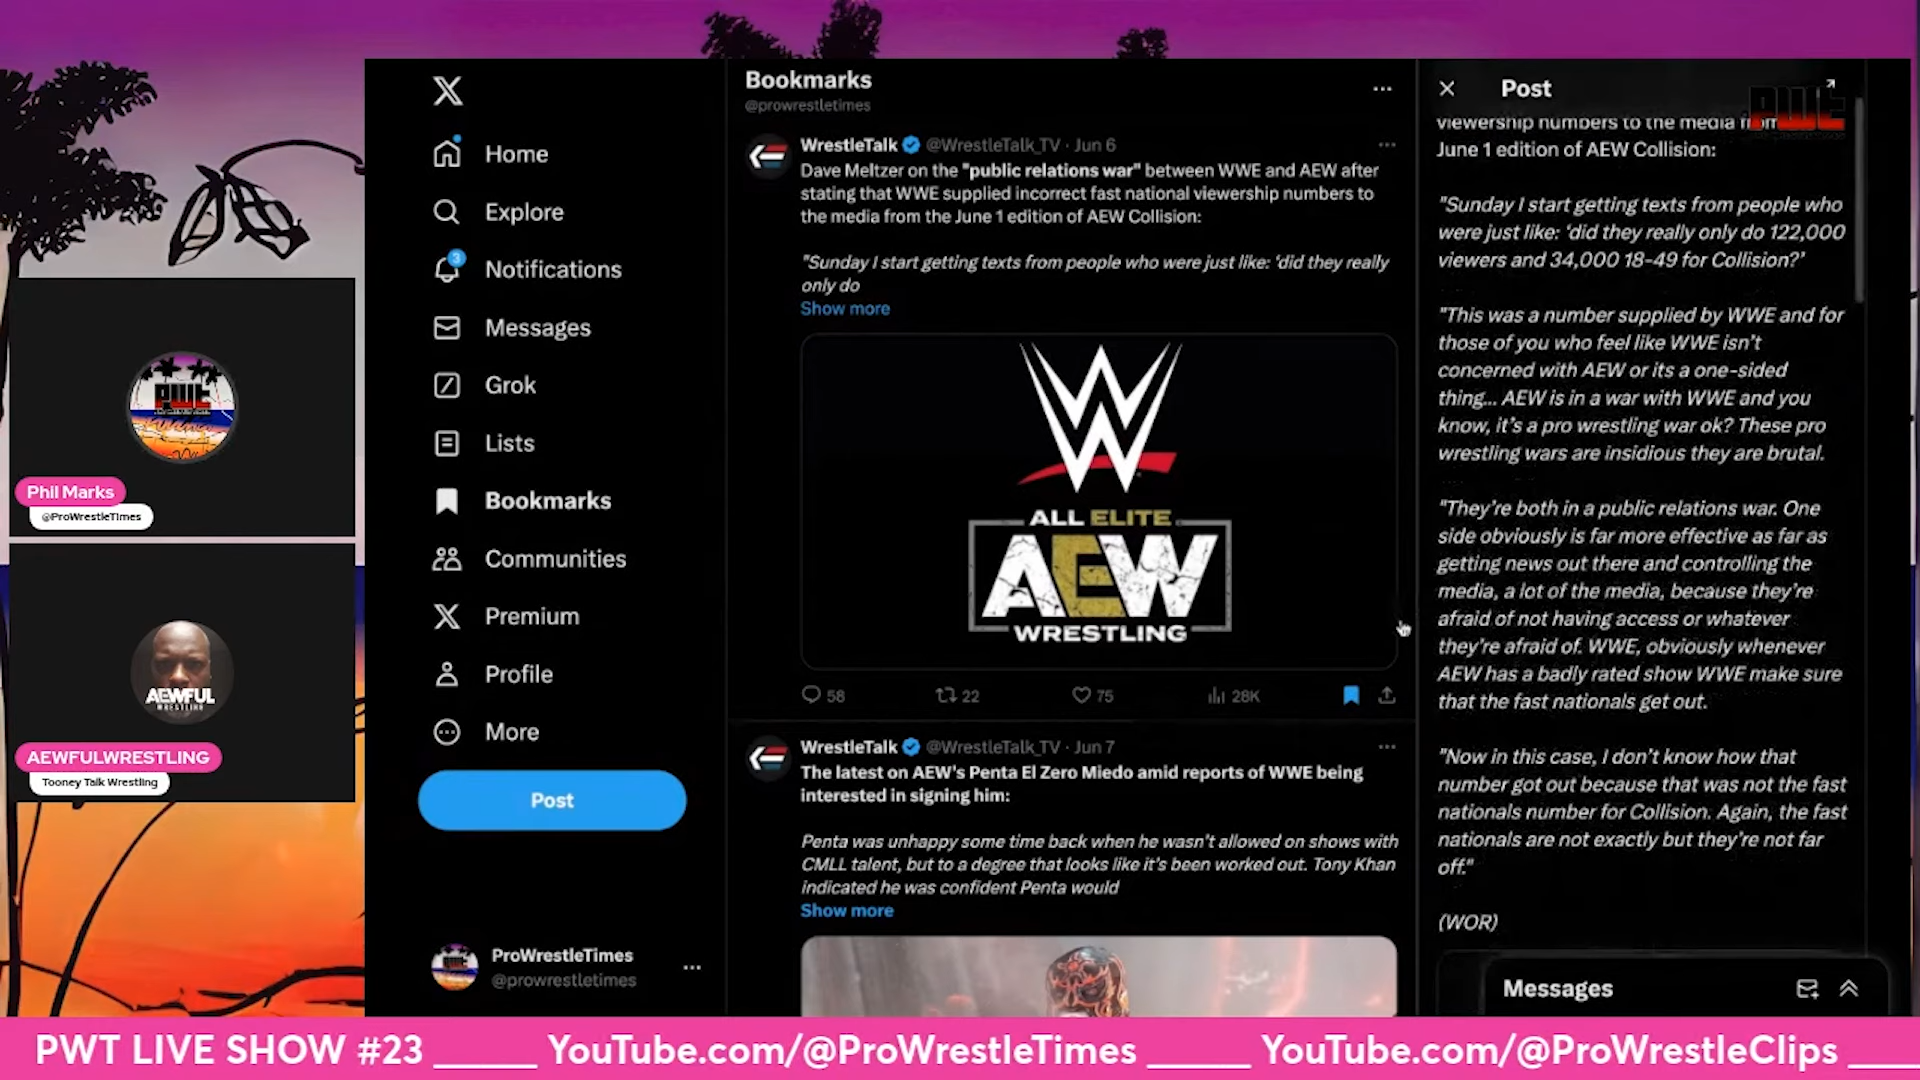 Bookmarks
@prowrestletimes
Home
Explore
3
Notifications
Messages
Grok
Lists
Bookmarks
Communities
Premium
Profile
More
Post
ProWrestleTimes
@prowrestletimes
WrestleTalk @WrestleTalk_TV · Jun 6
Dave Meltzer on the "public relations war" between WWE and AEW after
stating that WWE supplied incorrect fast national viewership numbers to
the media from the June 1 edition of AEW Collision:
"Sunday I start getting texts from people who were just like: 'did they really
only do
Show more
ALL ELITE
AEW
WRESTLING
58
22
75
28K
WrestleTalk @WrestleTalk_TV · Jun 7
The latest on AEW's Penta El Zero Miedo amid reports of WWE being
interested in signing him:
Penta was unhappy some time back when he wasn't allowed on shows with
CMLL talent, but to a degree that looks like it's been worked out. Tony Khan
indicated he was confident Penta would
Show more
Post
PWT
viewership numbers to the media from
June 1 edition of AEW Collision:
"Sunday I start getting texts from people who
were just like: 'did they really only do 122,000
viewers and 34,000 18-49 for Collision?'
"This was a number supplied by WWE and for
those of you who feel like WWE isn't
concerned with AEW or its a one-sided
thing... AEW is in a war with WWE and you
know, it's a pro wrestling war ok? These pro
wrestling wars are insidious they are brutal.
"They're both in a public relations war. One
side obviously is far more effective as far as
getting news out there and controlling the
media, a lot of the media, because they're
afraid of not having access or whatever
they're afraid of. WWE, obviously whenever
AEW has a badly rated show WWE make sure
that the fast nationals get out.
"Now in this case, I don't know how that
number got out because that was not the fast
nationals number for Collision. Again, the fast
nationals are not exactly but they're not far
off."
(WOR)
Messages
PWT
Phil Marks
@ProWrestleTimes
AEWFUL
WRESTLING
AEWFULWRESTLING
Tooney Talk Wrestling
PWT LIVE SHOW #23 _____ YouTube.com/@ProWrestleTimes _____ YouTube.com/@ProWrestleClips ____